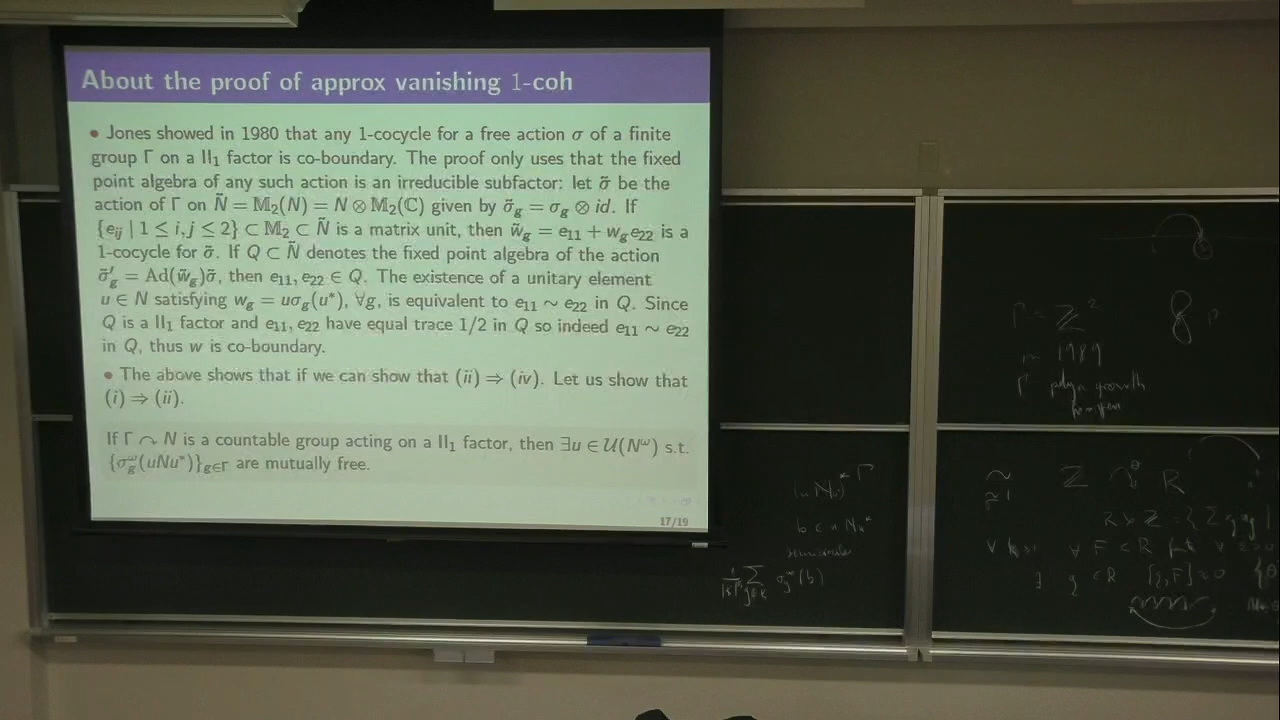 About the proof of approx vanishing 1-coh
• Jones showed in 1980 that any 1-cocycle for a free action σ of a finite
group Γ on a II₁ factor is co-boundary. The proof only uses that the fixed
point algebra of any such action is an irreducible subfactor: let σ̃ be the
action of Γ on Ñ = 𝕄₂(N) = N ⊗ 𝕄₂(ℂ) given by σ̃_g = σ_g ⊗ id. If
{e_ij | 1 ≤ i, j ≤ 2} ⊂ 𝕄₂ ⊂ Ñ is a matrix unit, then w̃_g = e₁₁ + w_g e₂₂ is a
1-cocycle for σ̃. If Q ⊂ Ñ denotes the fixed point algebra of the action
σ̃′_g = Ad(w̃_g)σ̃, then e₁₁, e₂₂ ∈ Q. The existence of a unitary element
u ∈ N satisfying w_g = uσ_g(u*), ∀g, is equivalent to e₁₁ ∼ e₂₂ in Q. Since
Q is a II₁ factor and e₁₁, e₂₂ have equal trace 1/2 in Q so indeed e₁₁ ∼ e₂₂
in Q, thus w is co-boundary.
• The above shows that if we can show that (ii) ⇒ (iv). Let us show that
(i) ⇒ (ii).
If Γ ↷ N is a countable group acting on a II₁ factor, then ∃u ∈ 𝒰(N^ω) s.t.
{σ_g^ω(uNu*)}_{g∈Γ} are mutually free.
17/19
Γ = ℤ²
1989
Γ polyn growth
b ∈ u N u*
ℤ ↷ R